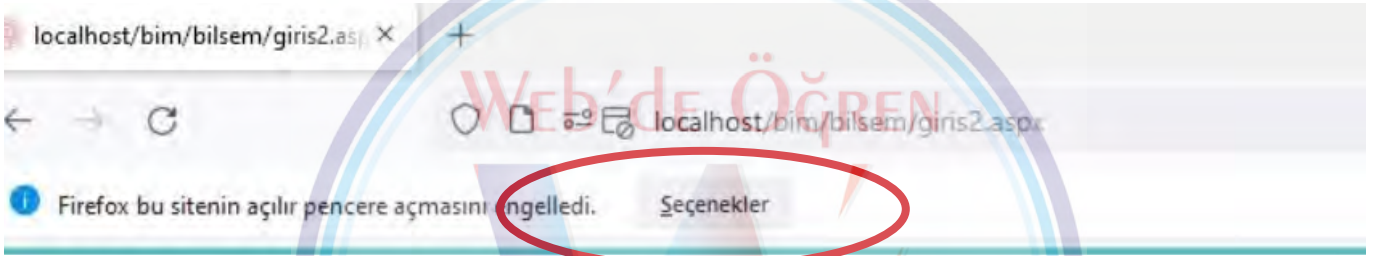 localhost/bim/bilsem/giris2.asp
Web'de Öğren
localhost/bim/bilsem/giris2.aspx
Firefox bu sitenin açılır pencere açmasını engelledi. Seçenekler